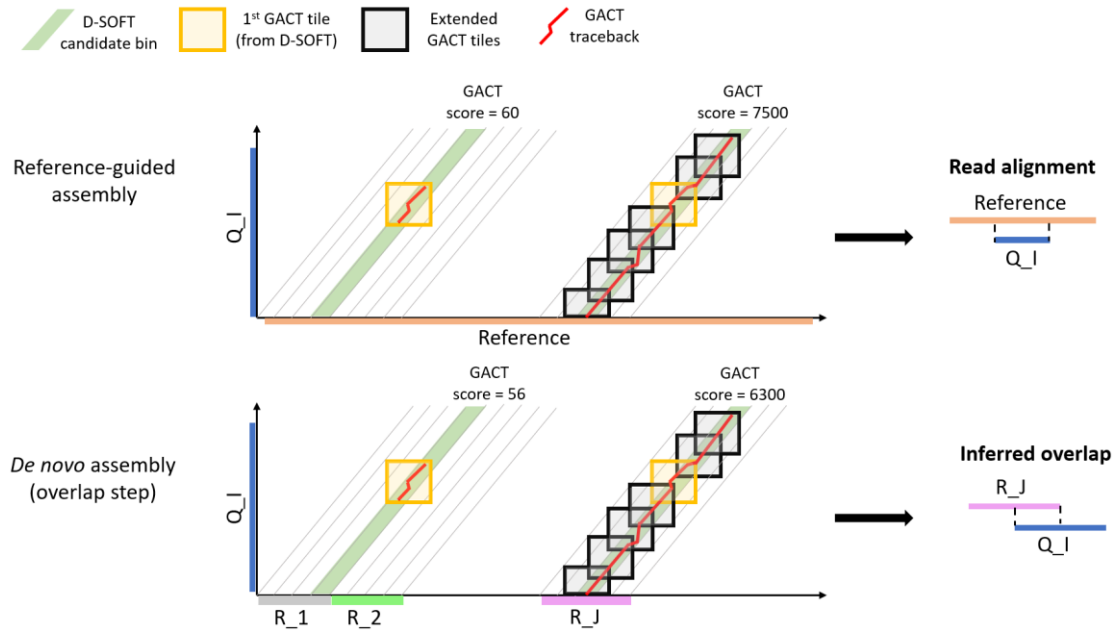 D-SOFT
candidate bin
1st GACT tile
(from D-SOFT)
Extended
GACT tiles
GACT
traceback
Reference-guided
assembly
Q_I
GACT
score = 60
GACT
score = 7500
Reference
Read alignment
Reference
Q_I
De novo assembly
(overlap step)
Q_I
GACT
score = 56
GACT
score = 6300
R_1
R_2
R_J
Inferred overlap
R_J
Q_I